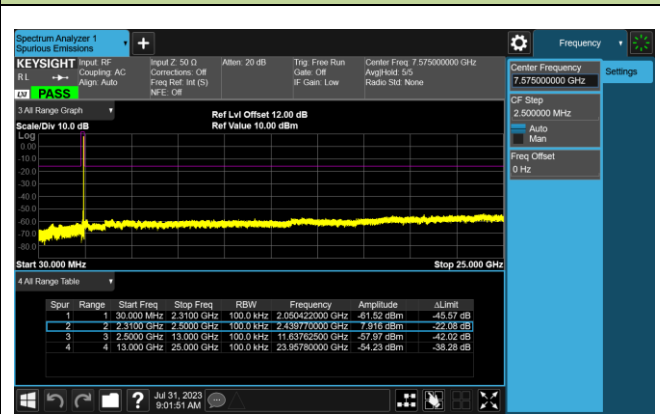 Spectrum Analyzer 1
Spurious Emissions
Frequency
KEYSIGHT
RL
PASS
Input: RF
Coupling: AC
Align: Auto
Input Z: 50 Ω
Corrections: Off
Freq Ref: Int (S)
NFE: Off
Atten: 20 dB
Trig: Free Run
Gate: Off
IF Gain: Low
Center Freq: 7.575000000 GHz
Avg|Hold: 5/5
Radio Std: None
Center Frequency
7.575000000 GHz
Settings
CF Step
2.500000 MHz
Auto
Man
Freq Offset
0 Hz
3 All Range Graph
Scale/Div 10.0 dB
Ref Lvl Offset 12.00 dB
Ref Value 10.00 dBm
Log
0.00
-10.0
-20.0
-30.0
-40.0
-50.0
-60.0
-70.0
-80.0
Start 30.000 MHz
Stop 25.000 GHz
4 All Range Table
Spur Range Start Freq Stop Freq RBW Frequency Amplitude ΔLimit
1 1 30.000 MHz 2.3100 GHz 100.0 kHz 2.050422000 GHz -61.52 dBm -45.57 dB
2 2 2.3100 GHz 2.5000 GHz 100.0 kHz 2.439770000 GHz 7.916 dBm -22.08 dB
3 3 2.5000 GHz 13.000 GHz 100.0 kHz 11.63762500 GHz -57.97 dBm -42.02 dB
4 4 13.000 GHz 25.000 GHz 100.0 kHz 23.95780000 GHz -54.23 dBm -38.28 dB
Jul 31, 2023
9:01:51 AM